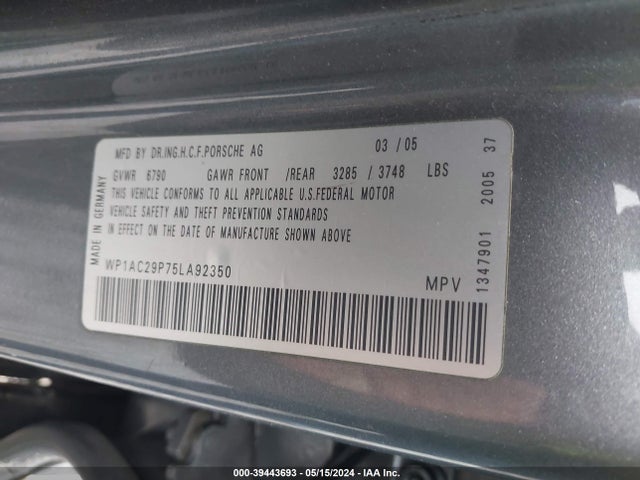 MFD BY DR.ING.H.C.F.PORSCHE AG 03 / 05
GVWR 6790 GAWR FRONT /REAR 3285 / 3748 LBS
THIS VEHICLE CONFORMS TO ALL APPLICABLE U.S.FEDERAL MOTOR
VEHICLE SAFETY AND THEFT PREVENTION STANDARDS
IN EFFECT ON THE DATE OF MANUFACTURE SHOWN ABOVE
WP1AC29P75LA92350 MPV
MADE IN GERMANY
1347901 2005 37
000-39443693 - 05/15/2024 - IAA Inc.